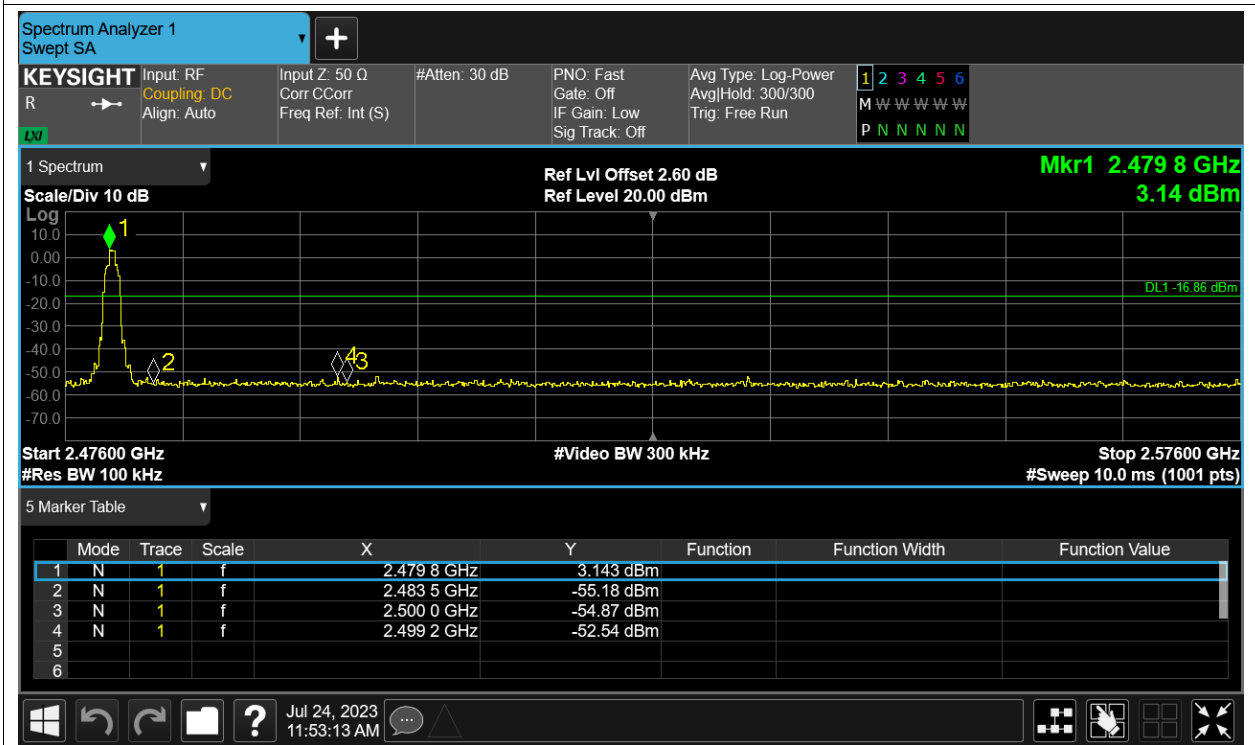 Spectrum Analyzer 1
Swept SA
KEYSIGHT Input: RF Input Z: 50 Ω #Atten: 30 dB PNO: Fast Avg Type: Log-Power 1 2 3 4 5 6
R Coupling: DC Corr CCorr Gate: Off Avg|Hold: 300/300 M W W W W W
Align: Auto Freq Ref: Int (S) IF Gain: Low Trig: Free Run
LXI Sig Track: Off P N N N N N
1 Spectrum Ref Lvl Offset 2.60 dB Mkr1 2.479 8 GHz
Scale/Div 10 dB Ref Level 20.00 dBm 3.14 dBm
Log
1
10.0
0.00
-10.0
DL1 -16.86 dBm
-20.0
-30.0
-40.0
2 4 3
-50.0
-60.0
-70.0
Start 2.47600 GHz #Video BW 300 kHz Stop 2.57600 GHz
#Res BW 100 kHz #Sweep 10.0 ms (1001 pts)
5 Marker Table
Mode Trace Scale X Y Function Function Width Function Value
1 N 1 f 2.479 8 GHz 3.143 dBm
2 N 1 f 2.483 5 GHz -55.18 dBm
3 N 1 f 2.500 0 GHz -54.87 dBm
4 N 1 f 2.499 2 GHz -52.54 dBm
5
6
? Jul 24, 2023
11:53:13 AM